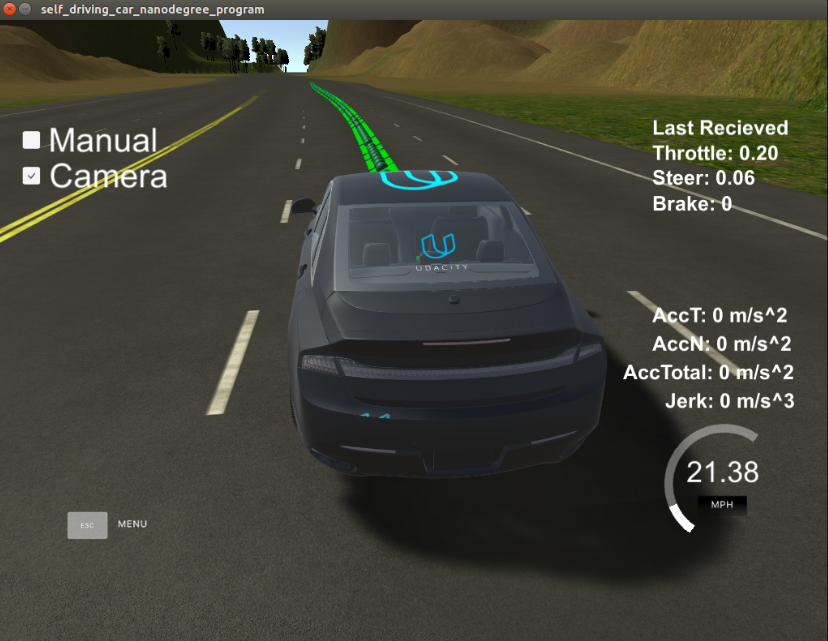 self_driving_car_nanodegree_program
Manual
Camera
Last Recieved
Throttle: 0.20
Steer: 0.06
Brake: 0
UDACITY
AccT: 0 m/s^2
AccN: 0 m/s^2
AccTotal: 0 m/s^2
Jerk: 0 m/s^3
21.38
MPH
ESC MENU